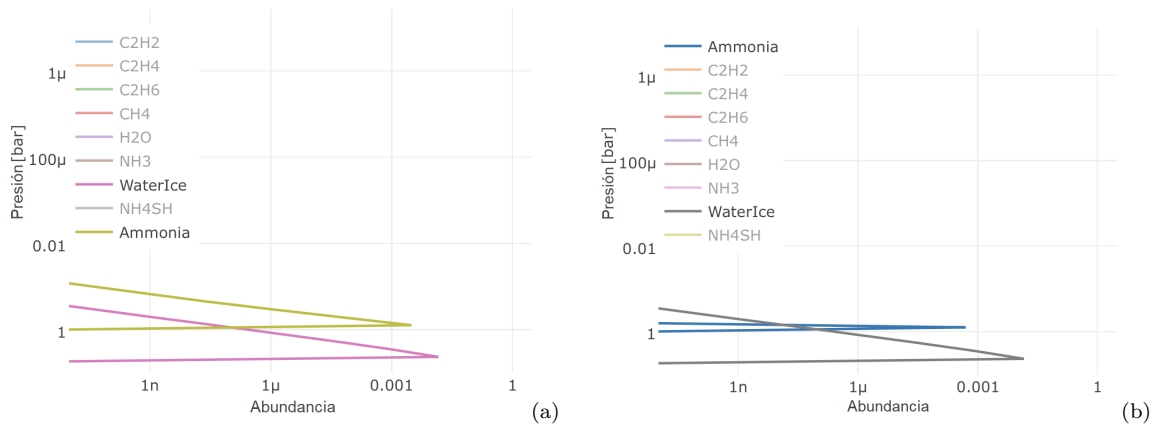 C2H2
C2H4
C2H6
CH4
H2O
NH3
WaterIce
NH4SH
Ammonia
1μ
100μ
0.01
1
Presión[bar]
1n
1μ
0.001
1
Abundancia
(a)
Ammonia
C2H2
C2H4
C2H6
CH4
H2O
NH3
WaterIce
NH4SH
1μ
100μ
0.01
1
Presión[bar]
1n
1μ
0.001
1
Abundancia
(b)